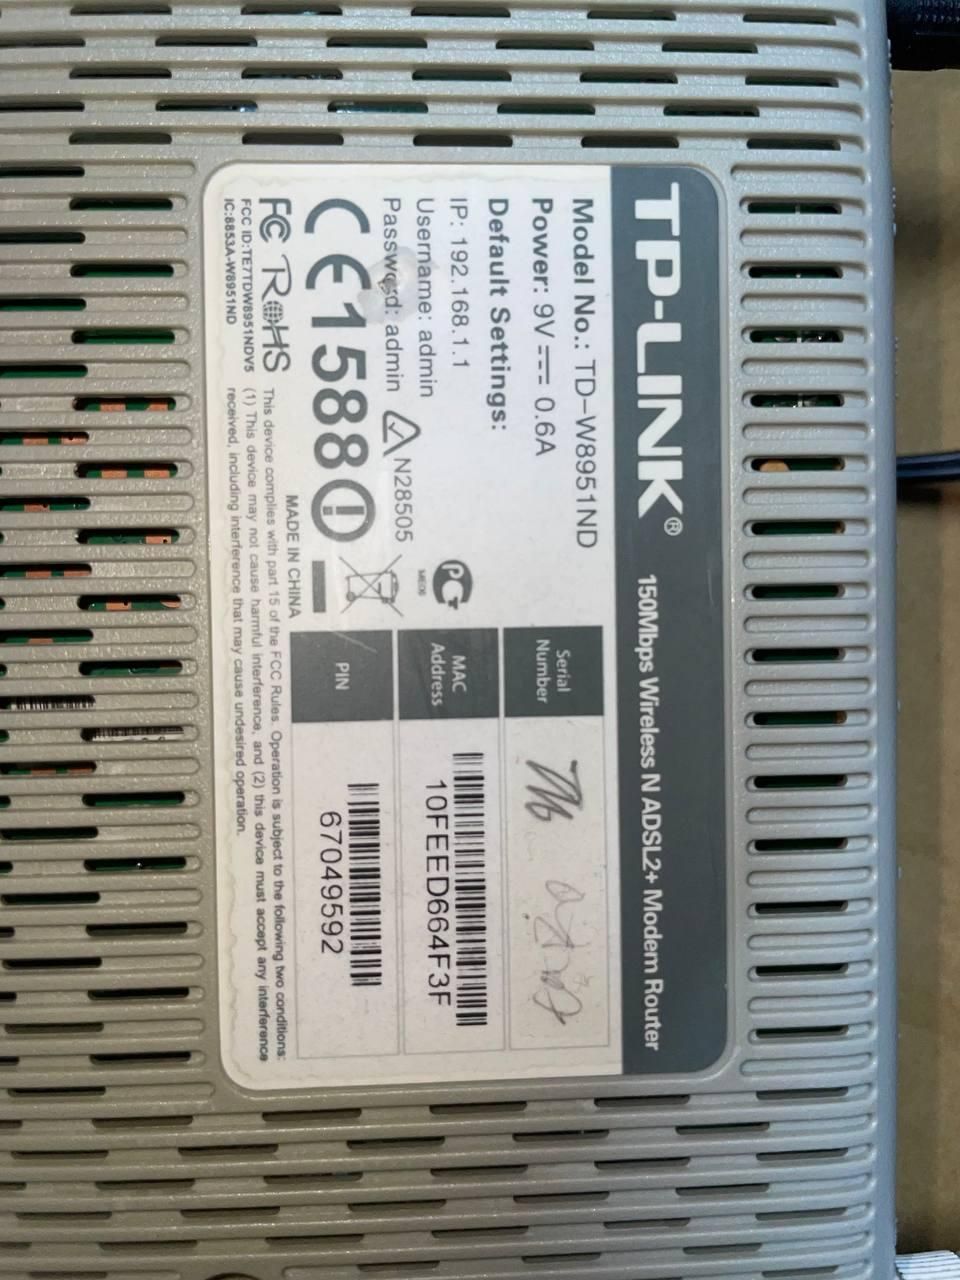 TP-LINK®
150Mbps Wireless N ADSL2+ Modem Router
Model No.: TD-W8951ND
Power: 9V⎓0.6A
Default Settings:
IP: 192.168.1.1
Username: admin
Password: admin
N28505
CE1588
FC RoHS
FCC ID:TE7TDW8951NDV5
IC:8853A-W8951ND
MADE IN CHINA
Serial
Number
MAC
Address
10FEED664F3F
PIN
67049592
This device complies with part 15 of the FCC Rules. Operation is subject to the following two conditions:
(1) This device may not cause harmful interference, and (2) this device must accept any interference
received, including interference that may cause undesired operation.